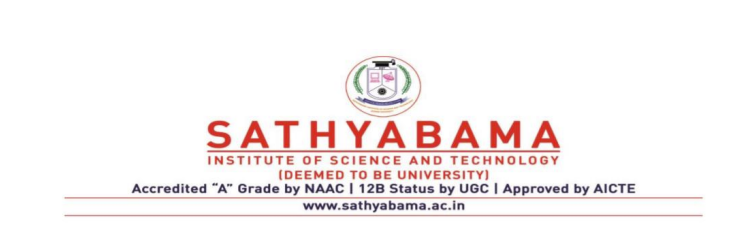 SATHYABAMA
INSTITUTE OF SCIENCE AND TECHNOLOGY
(DEEMED TO BE UNIVERSITY)
Accredited "A" Grade by NAAC | 12B Status by UGC | Approved by AICTE
www.sathyabama.ac.in